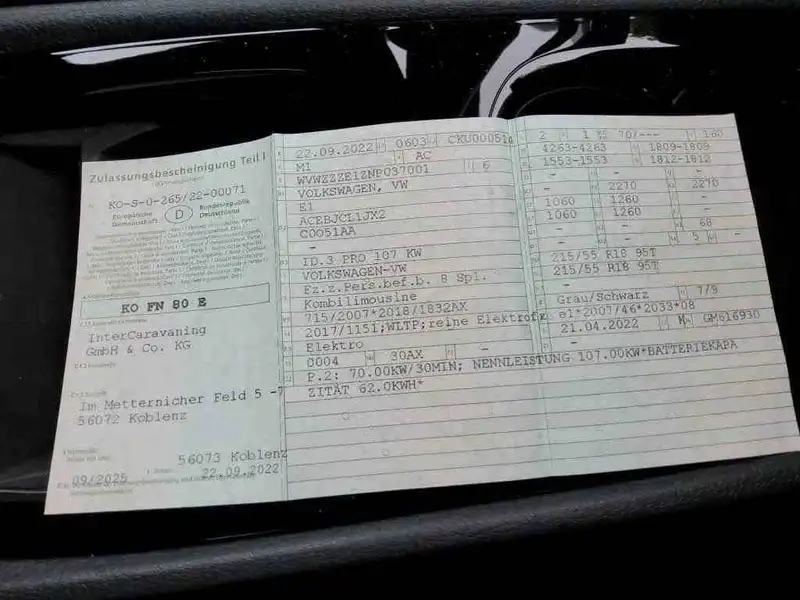 Zulassungsbescheinigung Teil I
KO-S-U-265/22-00071
Europäische Gemeinschaft
D
Bundesrepublik Deutschland
KO FN 80 E
InterCaravaning
GmbH & Co. KG
Im Metternicher Feld 5 -7
56072 Koblenz
56073 Koblenz
09/2025
22.09.2022
22.09.2022 0603 CKU000510
M1 AC
WVWZZZE1ZNP037001 6
VOLKSWAGEN, VW
E1
ACEBJCL1JX2
C0051AA
-
ID.3 PRO 107 KW
VOLKSWAGEN-VW
Fz.z.Pers.bef.b. 8 Spl.
Kombilimousine
715/2007*2018/1832AX
2017/1151;WLTP;reine Elektrofz
Elektro
0004 30AX -
P.2: 70.00KW/30MIN; NENNLEISTUNG 107.00KW*BATTERIEKAPA
ZITÄT 62.0KWH*
2 1 70/--- 160
4263-4263 1809-1809
1553-1553 1812-1812
- - -
- 2270 2270
1060 1260 -
1060 1260 -
- - 68
- - 5 -
215/55 R18 95T
215/55 R18 95T
-
Grau/Schwarz 7/9
e1*2007/46*2033*08
21.04.2022 K GM616930
-